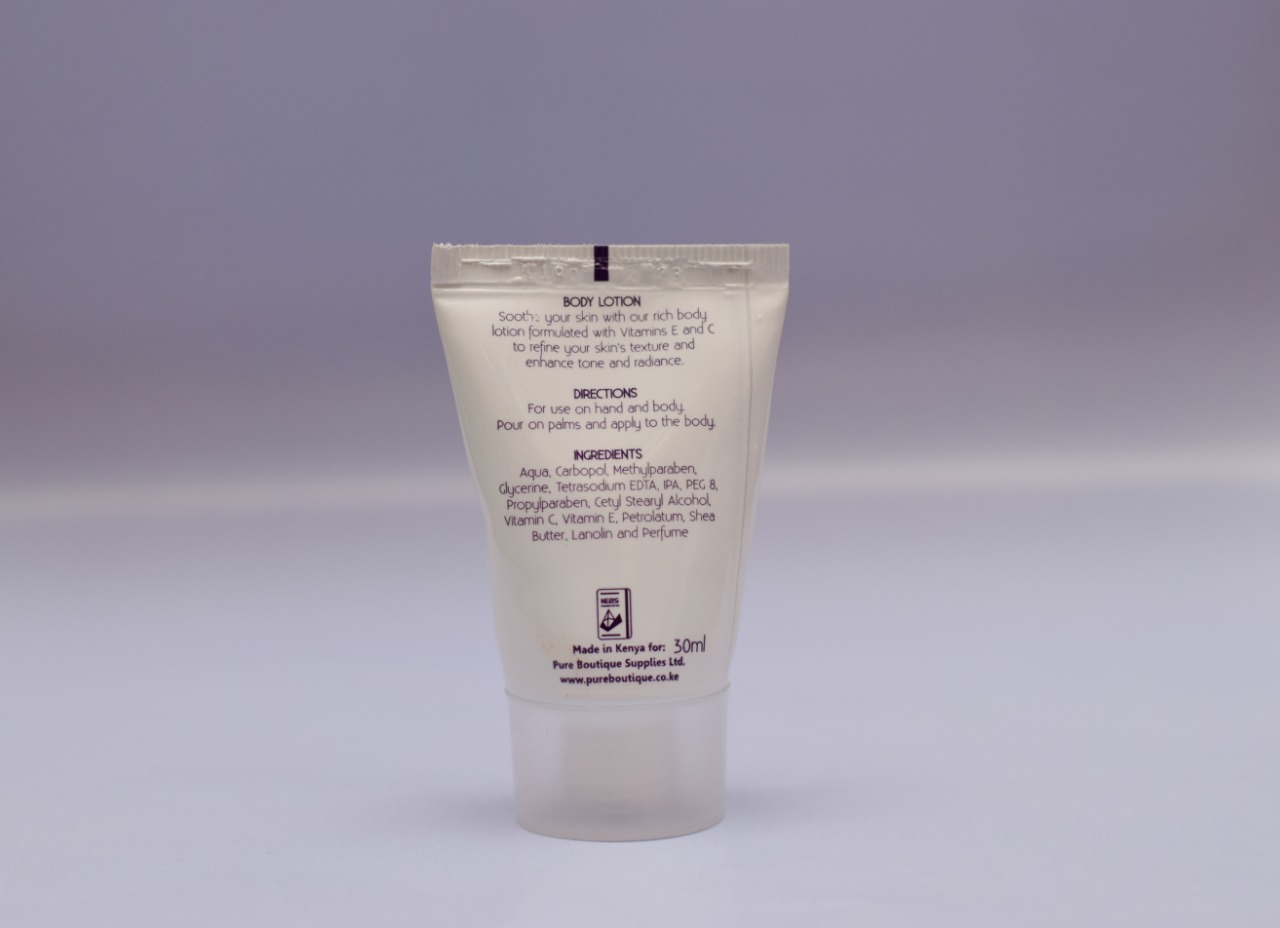 BODY LOTION
Soothe your skin with our rich body
lotion formulated with Vitamins E and C
to refine your skin's texture and
enhance tone and radiance.
DIRECTIONS
For use on hand and body.
Pour on palms and apply to the body.
INGREDIENTS
Aqua, Carbopol, Methylparaben,
Glycerine, Tetrasodium EDTA, IPA, PEG 8,
Propylparaben, Cetyl Stearyl Alcohol,
Vitamin C, Vitamin E, Petrolatum, Shea
Butter, Lanolin and Perfume
Made in Kenya for: 30ml
Pure Boutique Supplies Ltd.
www.pureboutique.co.ke